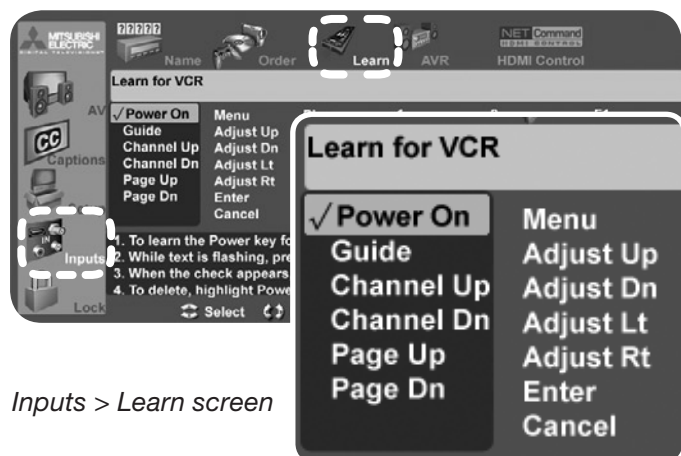 ?????
MITSUBISHI
ELECTRIC
DIGITAL TELEVISIONS
Name
Order
Learn
AVR
NET Command
HDMI CONTROL
HDMI Control
AV
Captions
Inputs
Lock
CC
IN
Learn for VCR
√ Power On Menu
Guide Adjust Up
Channel Up Adjust Dn
Channel Dn Adjust Lt
Page Up Adjust Rt
Page Dn Enter
Cancel
1. To learn the Power key fo
2. While text is flashing, pre
3. When the check appears
4. To delete, highlight Powe
Select
Learn for VCR
√ Power On Menu
Guide Adjust Up
Channel Up Adjust Dn
Channel Dn Adjust Lt
Page Up Adjust Rt
Page Dn Enter
Cancel
Inputs > Learn screen